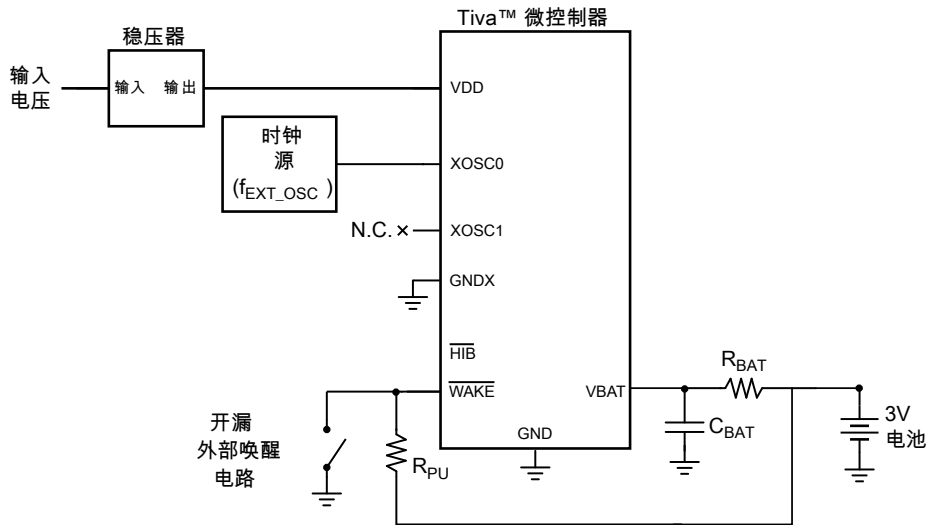 Tiva™ 微控制器
稳压器
输入
电压
输入 输出
VDD
时钟
源
(fEXT_OSC )
XOSC0
N.C.
XOSC1
GNDX
HIB
WAKE
VBAT
RBAT
CBAT
3V
电池
GND
开漏
外部唤醒
电路
RPU